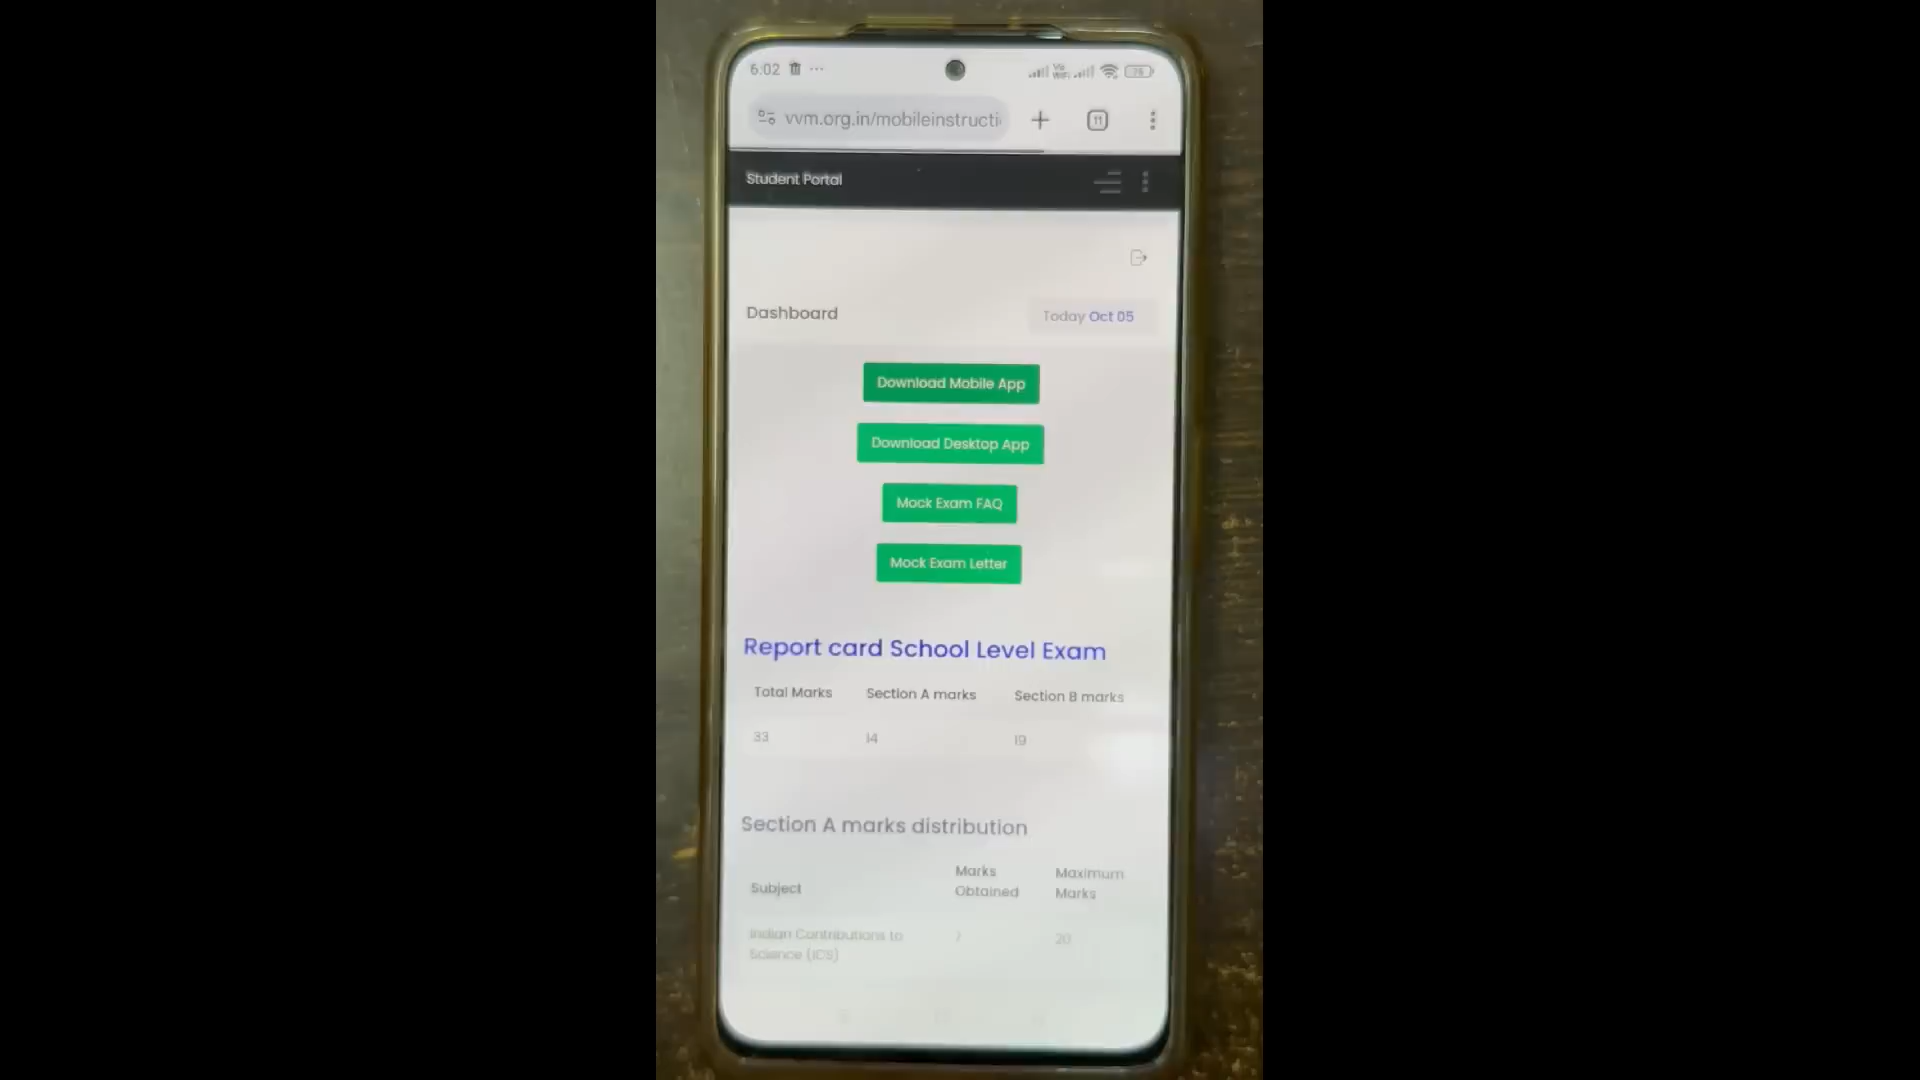 6:02
vvm.org.in/mobileinstructi
Student Portal
Dashboard
Today Oct 05
Download Mobile App
Download Desktop App
Mock Exam FAQ
Mock Exam Letter
Report card School Level Exam
Total Marks Section A marks Section B marks
33 14 19
Section A marks distribution
Subject Marks Obtained Maximum Marks
Indian Contributions to
Science (ICS)
20